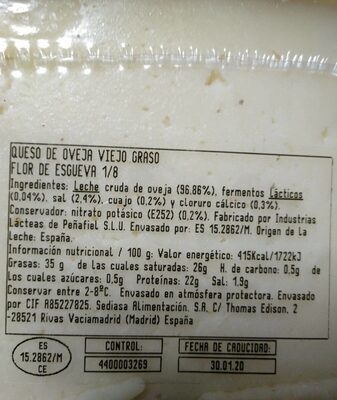 QUESO DE OVEJA VIEJO GRASO
FLOR DE ESGUEVA 1/8
Ingredientes: Leche cruda de oveja (96.86%), fermentos Lácticos
(0,04%), sal (2,4%), cuajo (0.2%) y cloruro cálcico (0,3%).
Conservador: nitrato potásico (E252) (0.2%). Fabricado por Industrias
Lácteas de Peñafiel S.L.U. Envasado por: ES 15.2862/M. Origen de la
leche: España.
Información nutricional / 100 g: Valor energético: 415Kcal/1722kJ
Grasas: 35 g de las cuales saturadas: 26g H. de carbono: 0.5g de
Los cuales azúcares: 0,5g Proteínas: 22g Sal: 1.9g
Conservar entre 2-8ºC. Envasado en atmósfera protectora. Envasado
por CIF A85227825. Sediasa Alimentación. S.A. C/ Thomas Edison. 2
-28521 Rivas Vaciamadrid (Madrid) España
ES
15.2862/M
CE
CONTROL:
4400003269
FECHA DE CADUCIDAD:
30.01.20